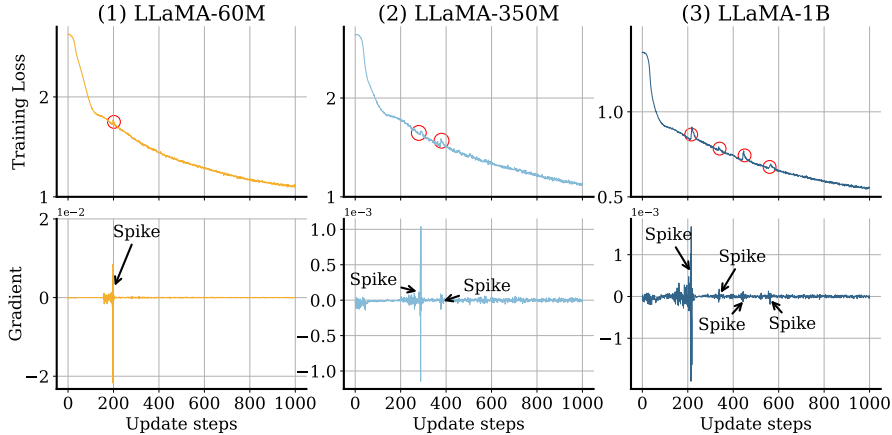 (1) LLaMA-60M
(2) LLaMA-350M
(3) LLaMA-1B
Training Loss
2
1
2
1
1.0
0.5
1e−2
1e−3
1e−3
Gradient
2
0
−2
Spike
1.0
0.5
0.0
−0.5
−1.0
Spike
Spike
1
0
−1
Spike
Spike
Spike
Spike
0 200 400 600 800 1000
0 200 400 600 800 1000
0 200 400 600 800 1000
Update steps
Update steps
Update steps